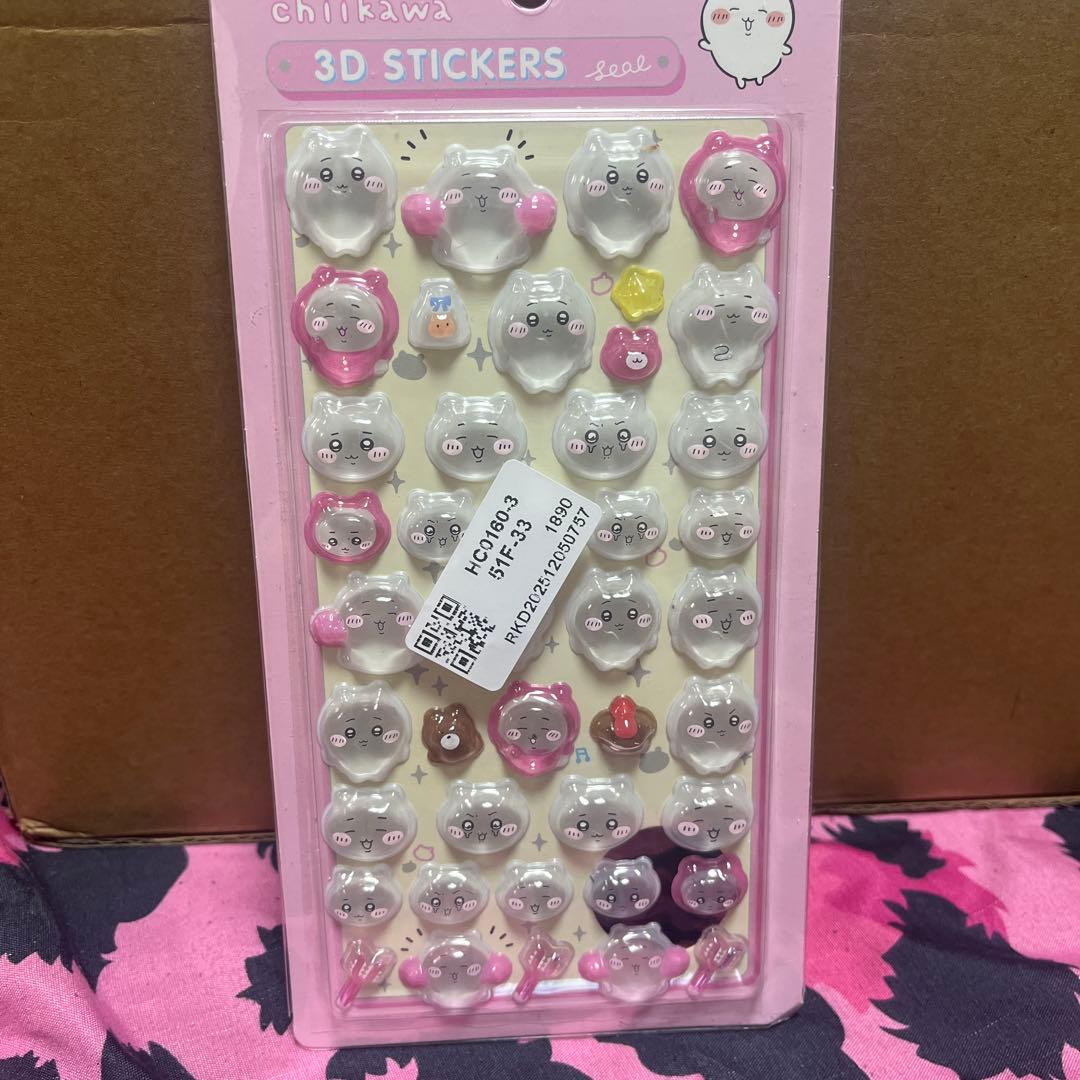 chiikawa
3D STICKERS seal
HC0160-3
51F-33 1890
RKD202512050757